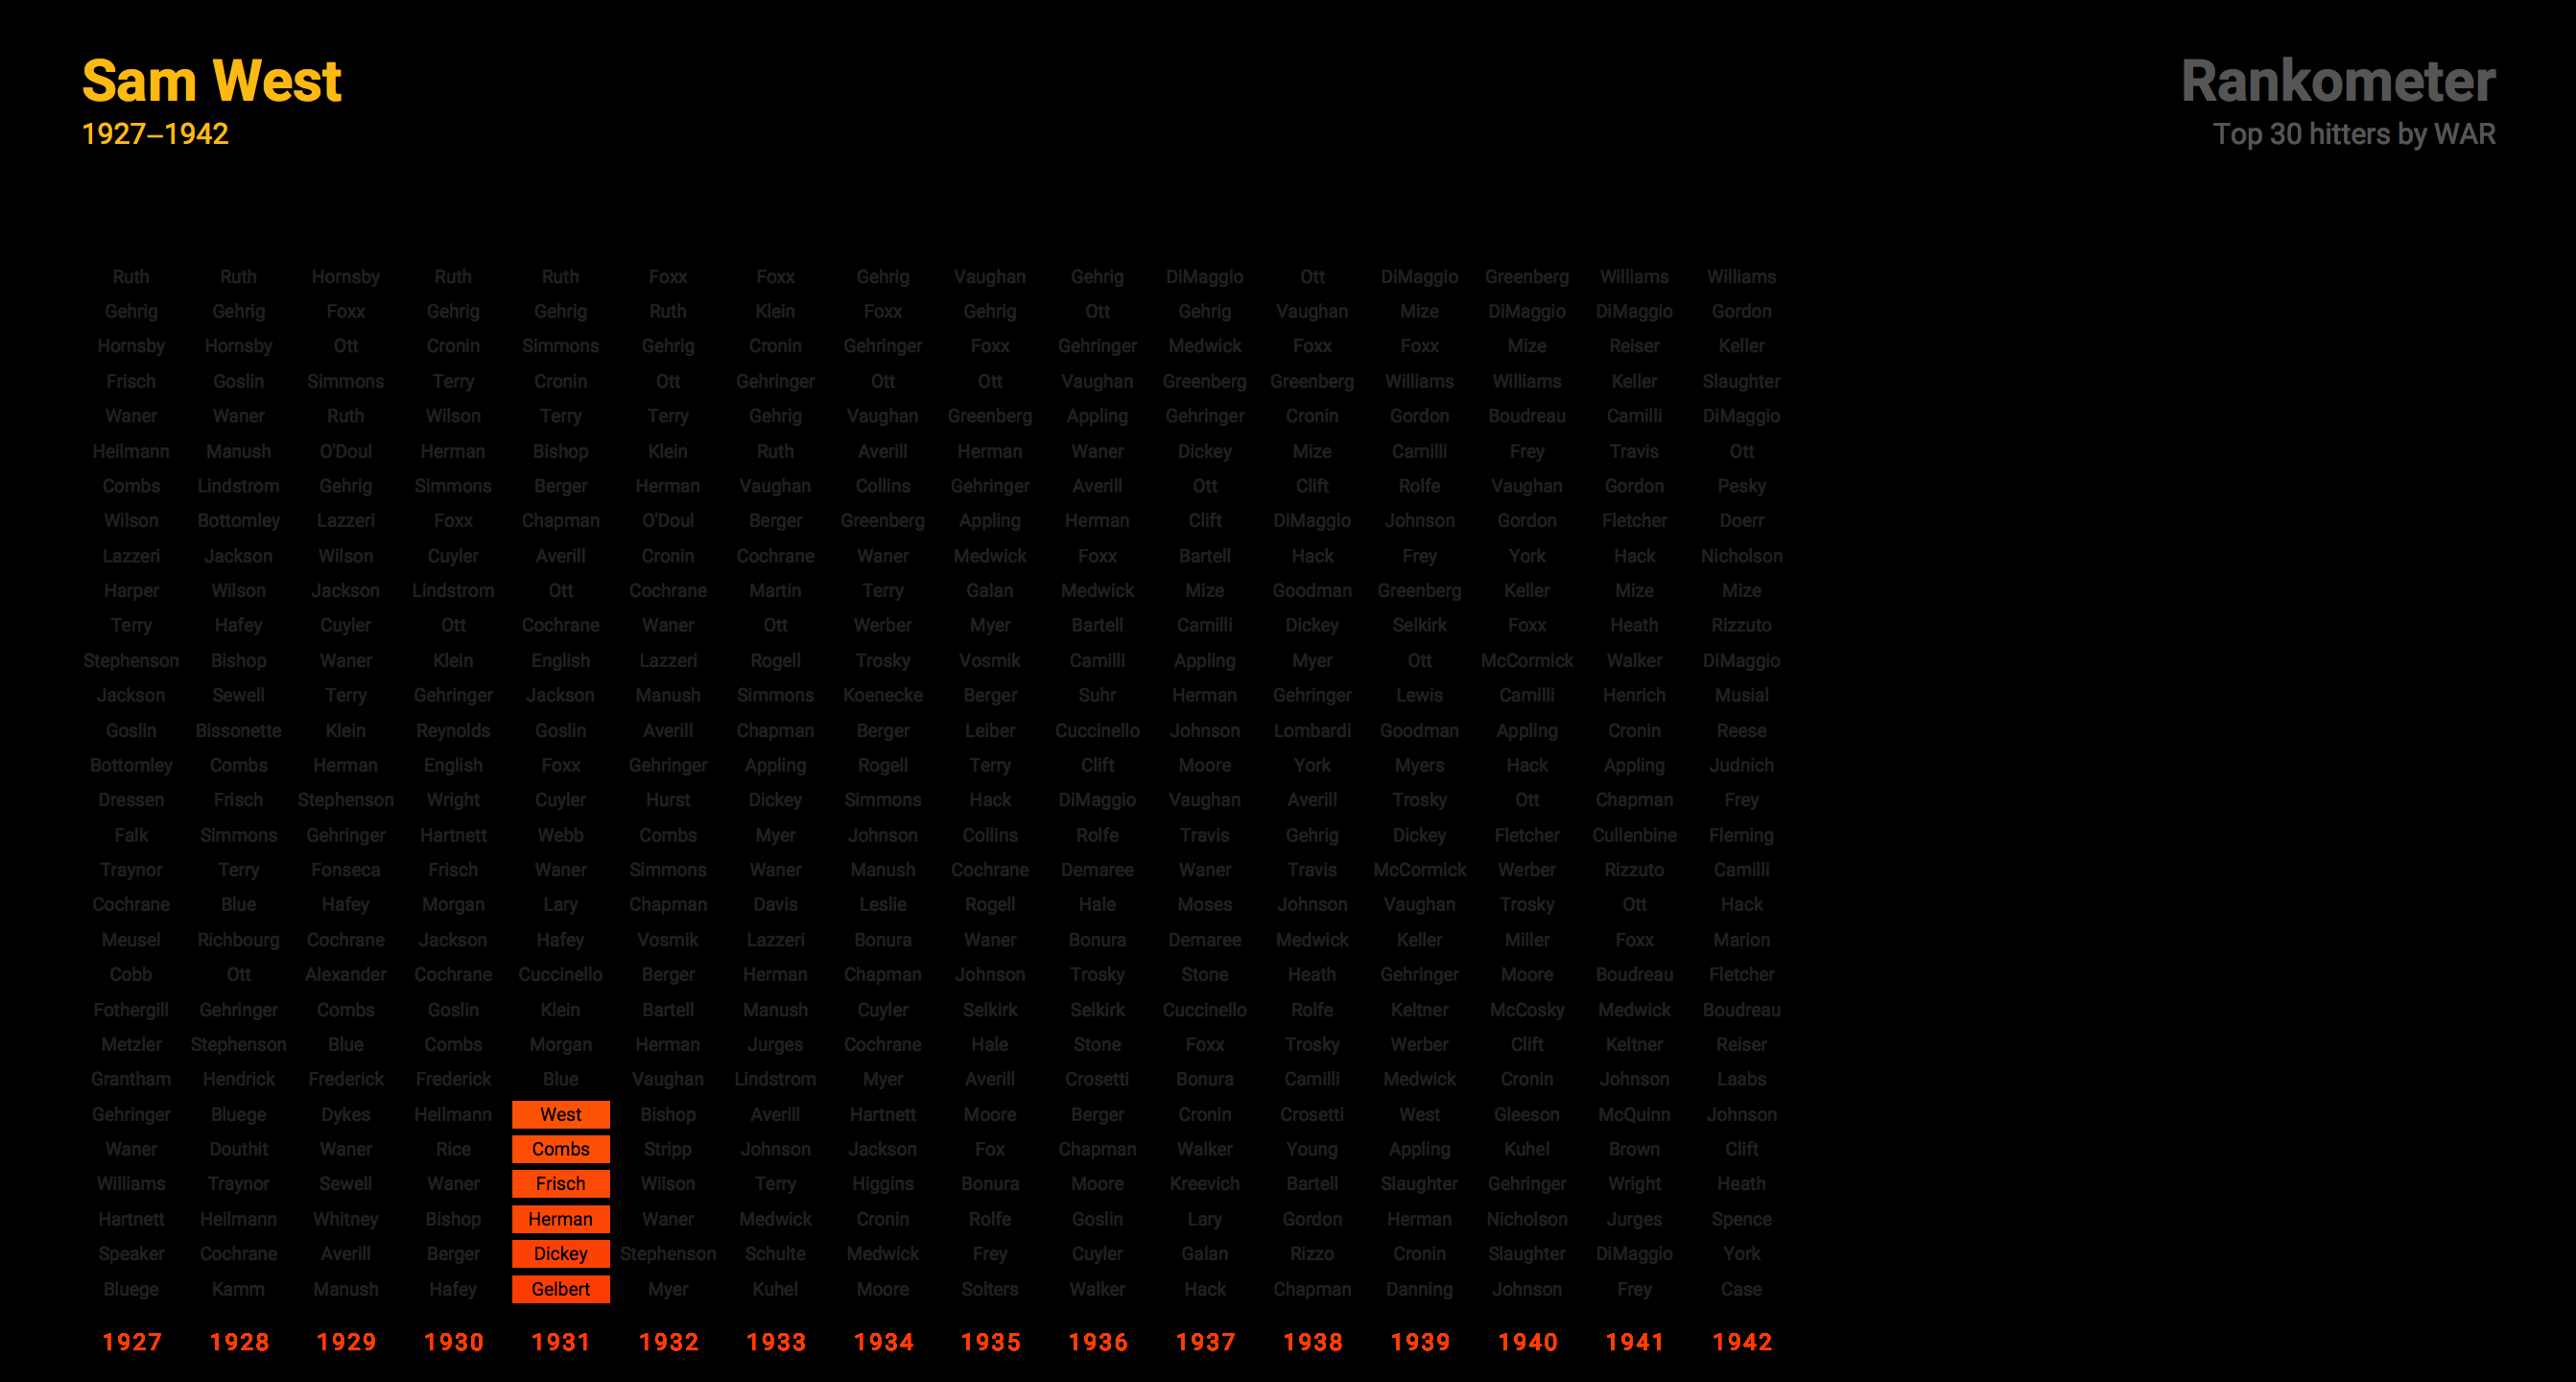 Sam West
1927–1942
Rankometer
Top 30 hitters by WAR
Ruth Ruth Hornsby Ruth Ruth Foxx Foxx Gehrig Vaughan Gehrig DiMaggio Ott DiMaggio Greenberg Williams Williams
Gehrig Gehrig Foxx Gehrig Gehrig Ruth Klein Foxx Gehrig Ott Gehrig Vaughan Mize DiMaggio DiMaggio Gordon
Hornsby Hornsby Ott Cronin Simmons Gehrig Cronin Gehringer Foxx Gehringer Medwick Foxx Foxx Mize Reiser Keller
Frisch Goslin Simmons Terry Cronin Ott Gehringer Ott Ott Vaughan Greenberg Greenberg Williams Williams Keller Slaughter
Waner Waner Ruth Wilson Terry Terry Gehrig Vaughan Greenberg Appling Gehringer Cronin Gordon Boudreau Camilli DiMaggio
Heilmann Manush O'Doul Herman Bishop Klein Ruth Averill Herman Waner Dickey Mize Camilli Frey Travis Ott
Combs Lindstrom Gehrig Simmons Berger Herman Vaughan Collins Gehringer Averill Ott Clift Rolfe Vaughan Gordon Pesky
Wilson Bottomley Lazzeri Foxx Chapman O'Doul Berger Greenberg Appling Herman Clift DiMaggio Johnson Gordon Fletcher Doerr
Lazzeri Jackson Wilson Cuyler Averill Cronin Cochrane Waner Medwick Foxx Bartell Hack Frey York Hack Nicholson
Harper Wilson Jackson Lindstrom Ott Cochrane Martin Terry Galan Medwick Mize Goodman Greenberg Keller Mize Mize
Terry Hafey Cuyler Ott Cochrane Waner Ott Werber Myer Bartell Camilli Dickey Selkirk Foxx Heath Rizzuto
Stephenson Bishop Waner Klein English Lazzeri Rogell Trosky Vosmik Camilli Appling Myer Ott McCormick Walker DiMaggio
Jackson Sewell Terry Gehringer Jackson Manush Simmons Koenecke Berger Suhr Herman Gehringer Lewis Camilli Henrich Musial
Goslin Bissonette Klein Reynolds Goslin Averill Chapman Berger Leiber Cuccinello Johnson Lombardi Goodman Appling Cronin Reese
Bottomley Combs Herman English Foxx Gehringer Appling Rogell Terry Clift Moore York Myers Hack Appling Judnich
Dressen Frisch Stephenson Wright Cuyler Hurst Dickey Simmons Hack DiMaggio Vaughan Averill Trosky Ott Chapman Frey
Falk Simmons Gehringer Hartnett Webb Combs Myer Johnson Collins Rolfe Travis Gehrig Dickey Fletcher Cullenbine Fleming
Traynor Terry Fonseca Frisch Waner Simmons Waner Manush Cochrane Demaree Waner Travis McCormick Werber Rizzuto Camilli
Cochrane Blue Hafey Morgan Lary Chapman Davis Leslie Rogell Hale Moses Johnson Vaughan Trosky Ott Hack
Meusel Richbourg Cochrane Jackson Hafey Vosmik Lazzeri Bonura Waner Bonura Demaree Medwick Keller Miller Foxx Marion
Cobb Ott Alexander Cochrane Cuccinello Berger Herman Chapman Johnson Trosky Stone Heath Gehringer Moore Boudreau Fletcher
Fothergill Gehringer Combs Goslin Klein Bartell Manush Cuyler Selkirk Selkirk Cuccinello Rolfe Keltner McCosky Medwick Boudreau
Metzler Stephenson Blue Combs Morgan Herman Jurges Cochrane Hale Stone Foxx Trosky Werber Clift Keltner Reiser
Grantham Hendrick Frederick Frederick Blue Vaughan Lindstrom Myer Averill Crosetti Bonura Camilli Medwick Cronin Johnson Laabs
Gehringer Bluege Dykes Heilmann West Bishop Averill Hartnett Moore Berger Cronin Crosetti West Gleeson McQuinn Johnson
Waner Douthit Waner Rice Combs Stripp Johnson Jackson Fox Chapman Walker Young Appling Kuhel Brown Clift
Williams Traynor Sewell Waner Frisch Wilson Terry Higgins Bonura Moore Kreevich Bartell Slaughter Gehringer Wright Heath
Hartnett Heilmann Whitney Bishop Herman Waner Medwick Cronin Rolfe Goslin Lary Gordon Herman Nicholson Jurges Spence
Speaker Cochrane Averill Berger Dickey Stephenson Schulte Medwick Frey Cuyler Galan Rizzo Cronin Slaughter DiMaggio York
Bluege Kamm Manush Hafey Gelbert Myer Kuhel Moore Solters Walker Hack Chapman Danning Johnson Frey Case
1927 1928 1929 1930 1931 1932 1933 1934 1935 1936 1937 1938 1939 1940 1941 1942